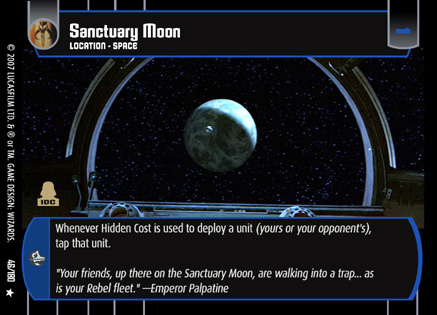 Sanctuary Moon
LOCATION - SPACE
IDC
Whenever Hidden Cost is used to deploy a unit (yours or your opponent's),
tap that unit.
"Your friends, up there on the Sanctuary Moon, are walking into a trap... as
is your Rebel fleet." —Emperor Palpatine
© 2007 LUCASFILM LTD. & ® or TM. GAME DESIGN: WIZARDS. 46/180 ★